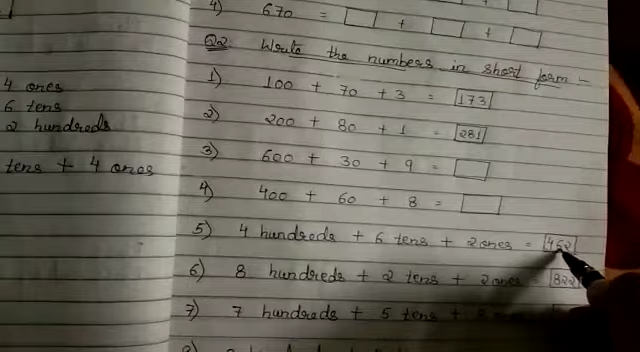 4) 670 = + +
Q2. Write the numbers in short form -
1) 100 + 70 + 3 = 173
2) 200 + 80 + 1 = 281
3) 600 + 30 + 9 =
4) 400 + 60 + 8 =
5) 4 hundreds + 6 tens + 2 ones = 462
6) 8 hundreds + 2 tens + 2 ones = 822
7) 7 hundreds + 5 tens +
4 ones
6 tens
2 hundreds
tens + 4 ones